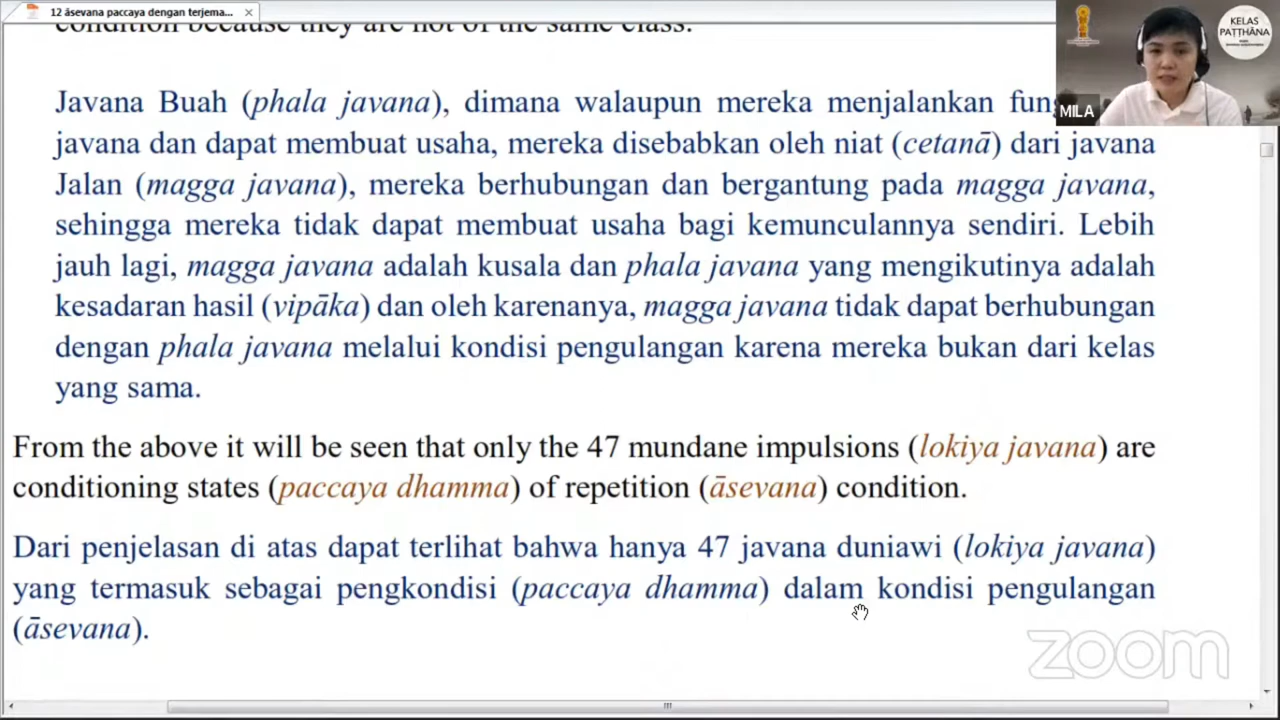 12 āsevana paccaya dengan terjema...
condition because they are not of the same class.
KELAS
PAṬṬHĀNA
MILA
Javana Buah (phala javana), dimana walaupun mereka menjalankan
javana dan dapat membuat usaha, mereka disebabkan oleh niat (cetanā) dari javana
Jalan (magga javana), mereka berhubungan dan bergantung pada magga javana,
sehingga mereka tidak dapat membuat usaha bagi kemunculannya sendiri. Lebih
jauh lagi, magga javana adalah kusala dan phala javana yang mengikutinya adalah
kesadaran hasil (vipāka) dan oleh karenanya, magga javana tidak dapat berhubungan
dengan phala javana melalui kondisi pengulangan karena mereka bukan dari kelas
yang sama.
From the above it will be seen that only the 47 mundane impulsions (lokiya javana) are
conditioning states (paccaya dhamma) of repetition (āsevana) condition.
Dari penjelasan di atas dapat terlihat bahwa hanya 47 javana duniawi (lokiya javana)
yang termasuk sebagai pengkondisi (paccaya dhamma) dalam kondisi pengulangan
(āsevana).
zoom